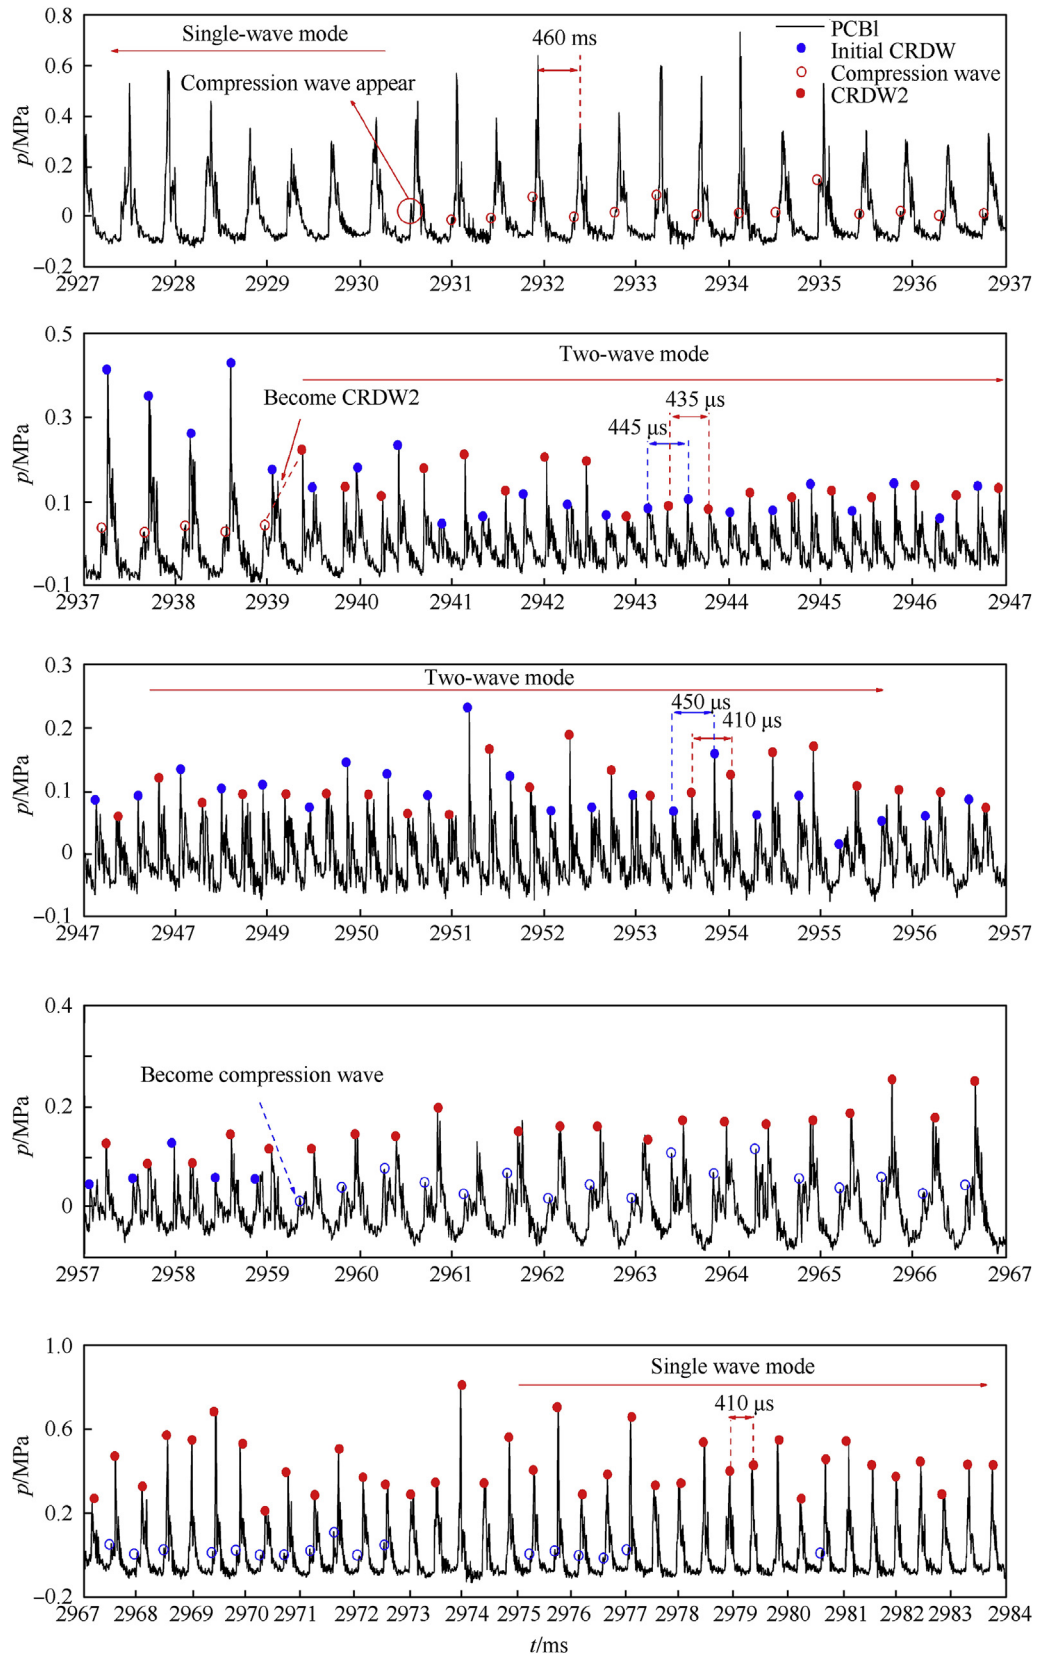 0.8
Single-wave mode
460 ms
PCBl
Initial CRDW
Compression wave
CRDW2
0.6
Compression wave appear
0.4
p/MPa
0.2
0
−0.2
2927 2928 2929 2930 2931 2932 2933 2934 2935 2936 2937
0.5
Two-wave mode
Become CRDW2
435 μs
445 μs
0.3
p/MPa
0.1
−0.1
2937 2938 2939 2940 2941 2942 2943 2944 2945 2946 2947
0.3
Two-wave mode
450 μs
410 μs
0.2
p/MPa
0.1
0
−0.1
2947 2947 2949 2950 2951 2952 2953 2954 2955 2956 2957
0.4
Become compression wave
0.2
p/MPa
0
2957 2958 2959 2960 2961 2962 2963 2964 2965 2966 2967
1.0
Single wave mode
410 μs
0.6
p/MPa
0.2
−0.2
2967 2968 2969 2970 2971 2972 2973 2974 2975 2976 2977 2978 2979 2980 2981 2982 2983 2984
t/ms